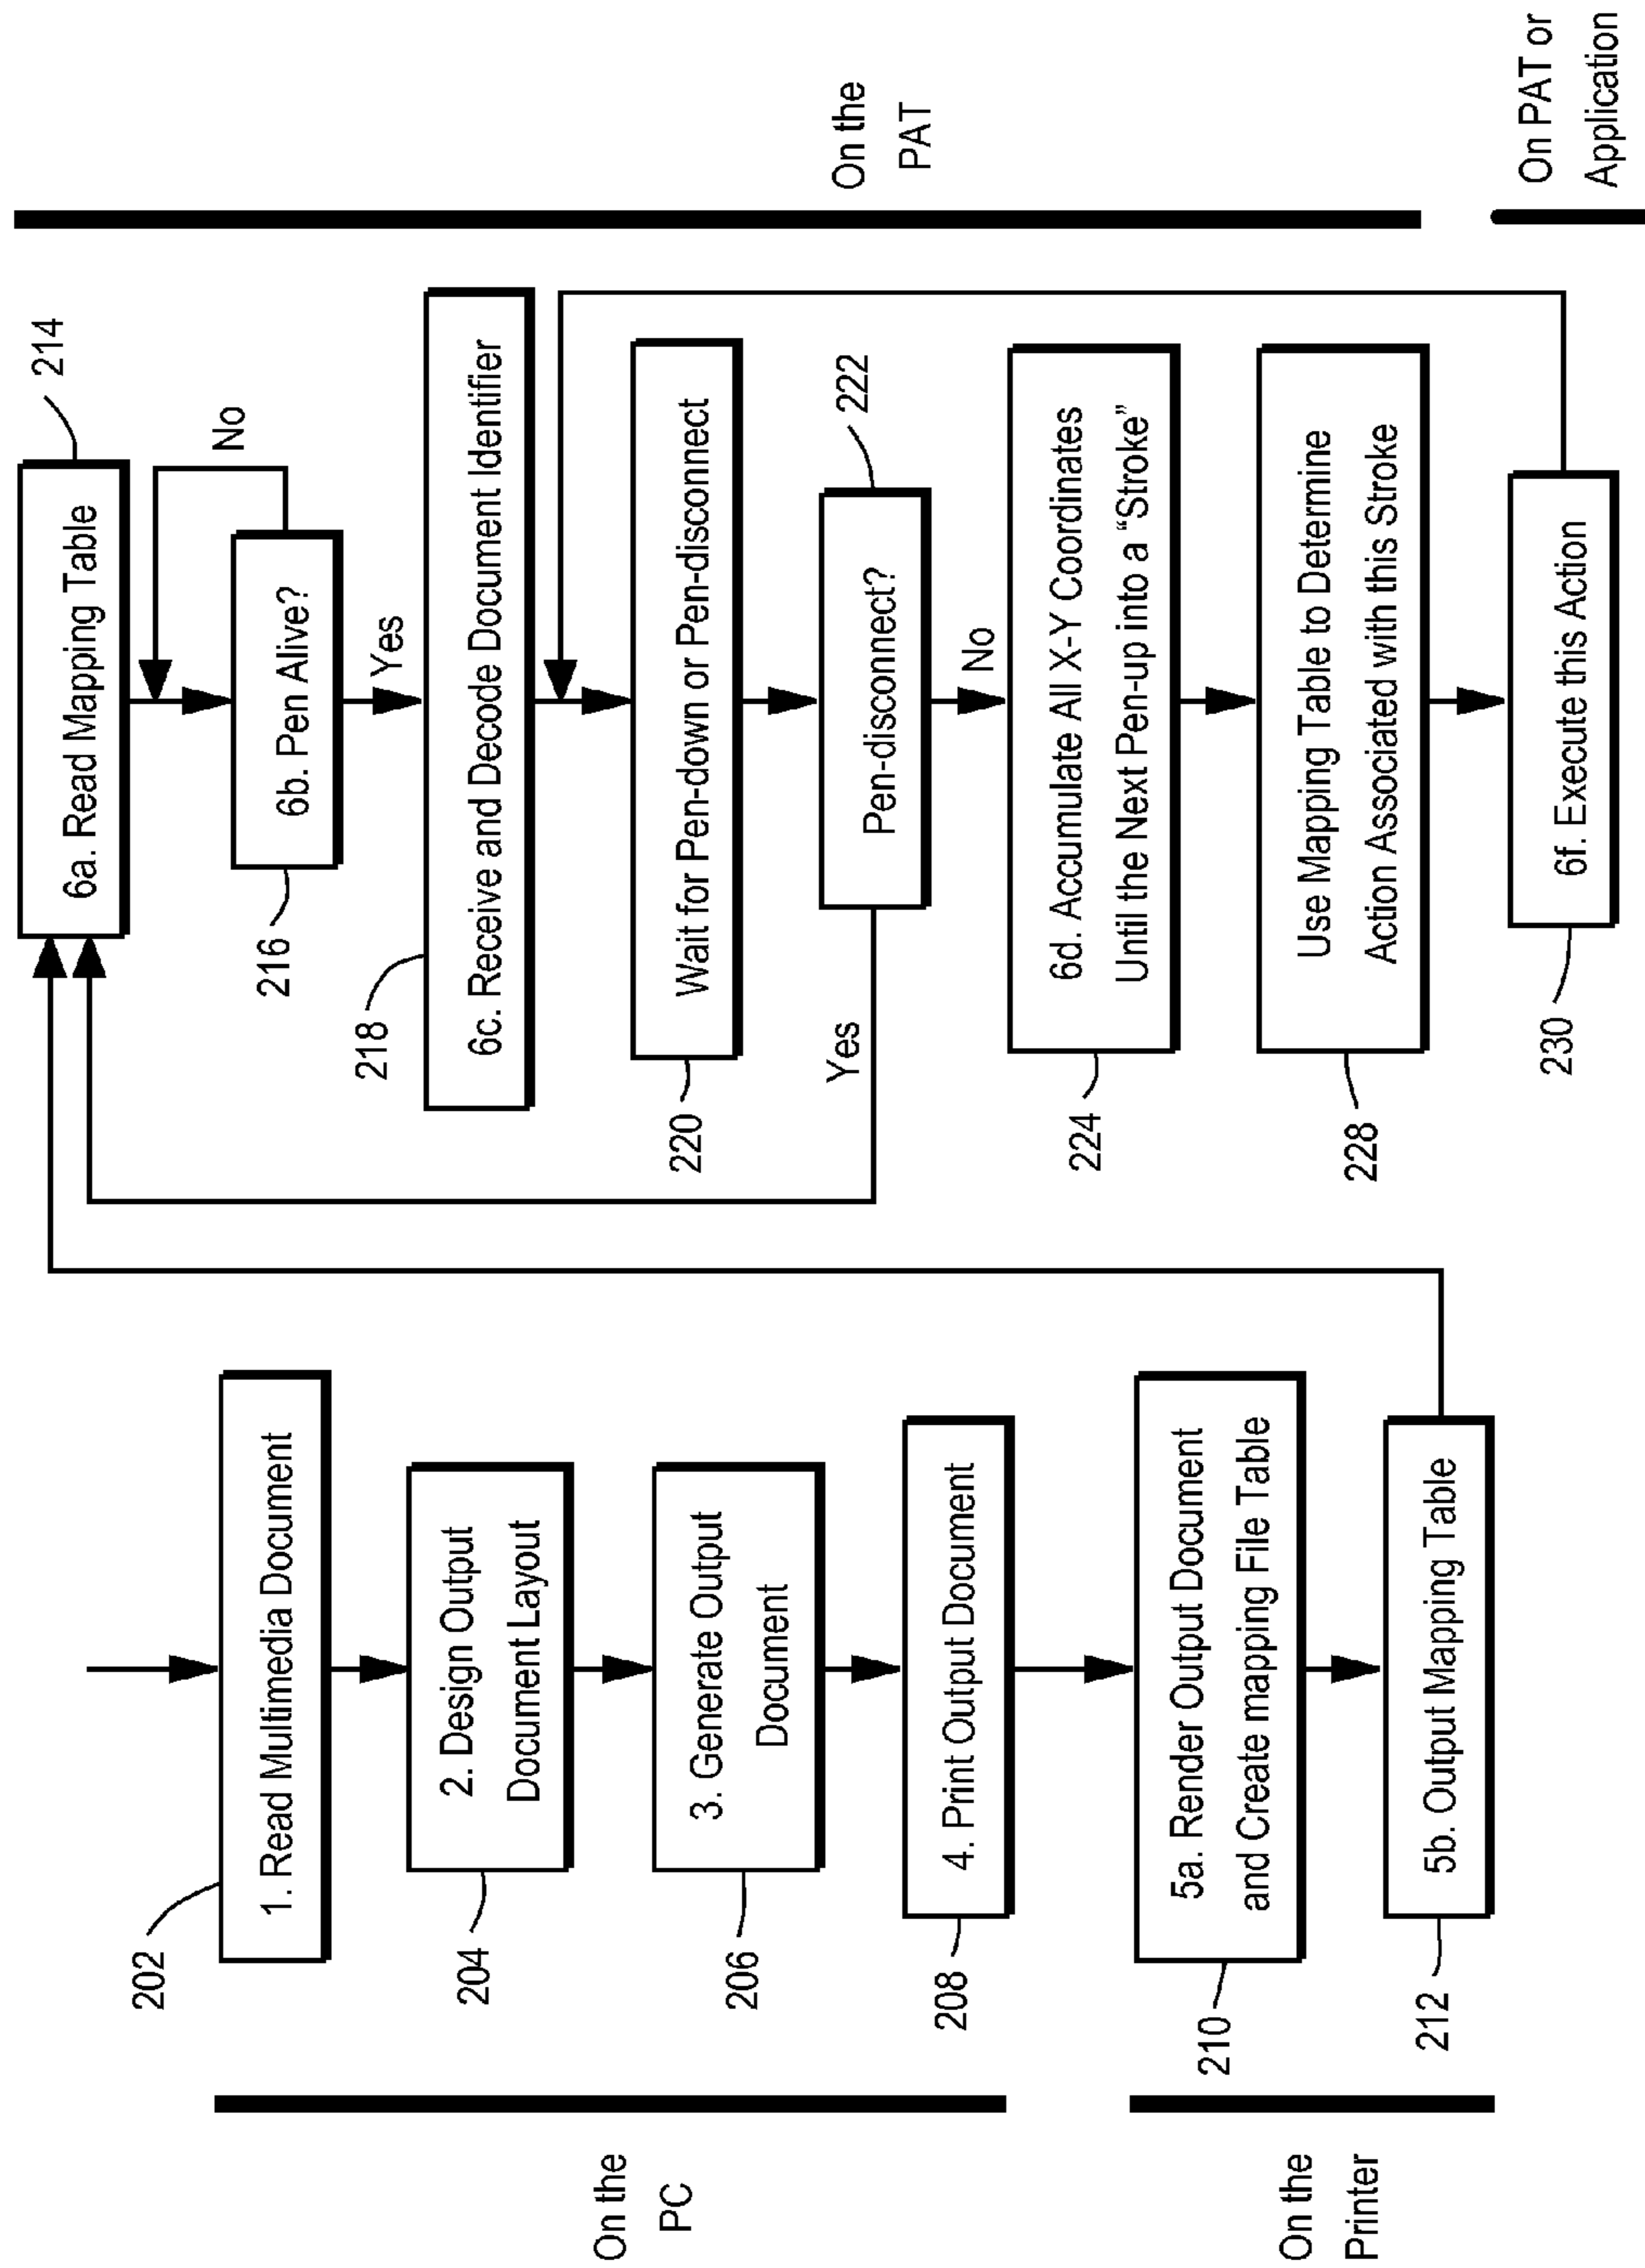 On the
PC
On the
Printer
202
1. Read Multimedia Document
204
2. Design Output
Document Layout
206
3. Generate Output
Document
208
4. Print Output Document
210
5a. Render Output Document
and Create mapping File Table
212
5b. Output Mapping Table
214
6a. Read Mapping Table
No
216
6b. Pen Alive?
Yes
218
6c. Receive and Decode Document Identifier
220
Wait for Pen-down or Pen-disconnect
222
Pen-disconnect?
Yes
No
224
6d. Accumulate All X-Y Coordinates
Until the Next Pen-up into a “Stroke”
228
Use Mapping Table to Determine
Action Associated with this Stroke
230
6f. Execute this Action
On the
PAT
On PAT or
Application